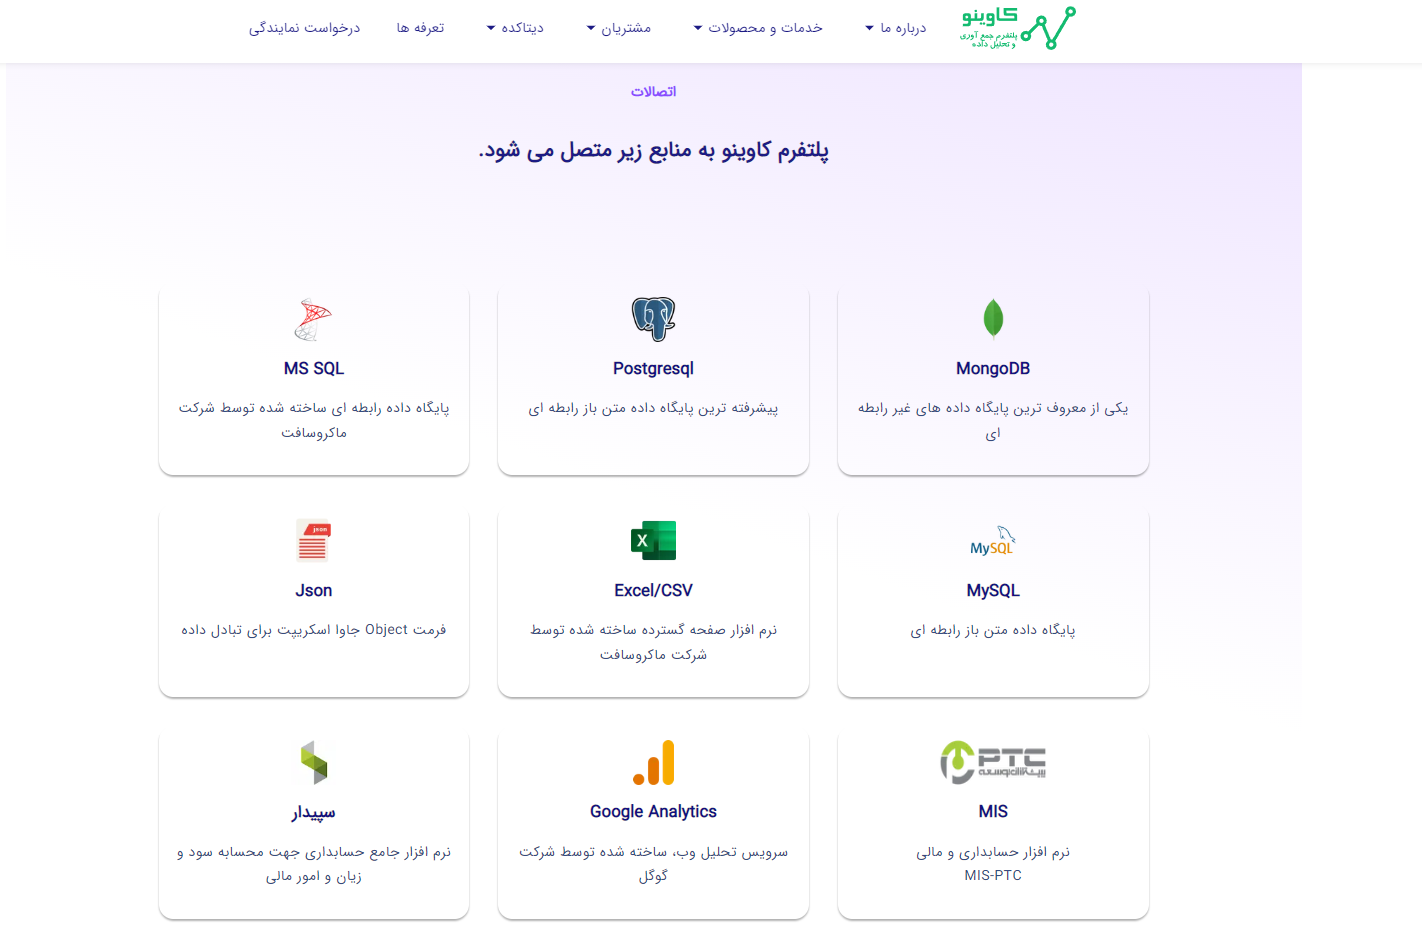 کاوینو
پلتفرم جمع آوری
و تحلیل داده
درباره ما
خدمات و محصولات
مشتریان
دیتاکده
تعرفه ها
درخواست نمایندگی
اتصالات
پلتفرم کاوینو به منابع زیر متصل می شود.
MongoDB
یکی از معروف ترین پایگاه داده های غیر رابطه
ای
Postgresql
پیشرفته ترین پایگاه داده متن باز رابطه ای
MS SQL
پایگاه داده رابطه ای ساخته شده توسط شرکت
ماکروسافت
MySQL
MySQL
پایگاه داده متن باز رابطه ای
X
Excel/CSV
نرم افزار صفحه گسترده ساخته شده توسط
شرکت ماکروسافت
json
Json
فرمت Object جاوا اسکریپت برای تبادل داده
PTC
MIS
نرم افزار حسابداری و مالی
MIS-PTC
Google Analytics
سرویس تحلیل وب، ساخته شده توسط شرکت
گوگل
سپیدار
نرم افزار جامع حسابداری جهت محسابه سود و
زیان و امور مالی